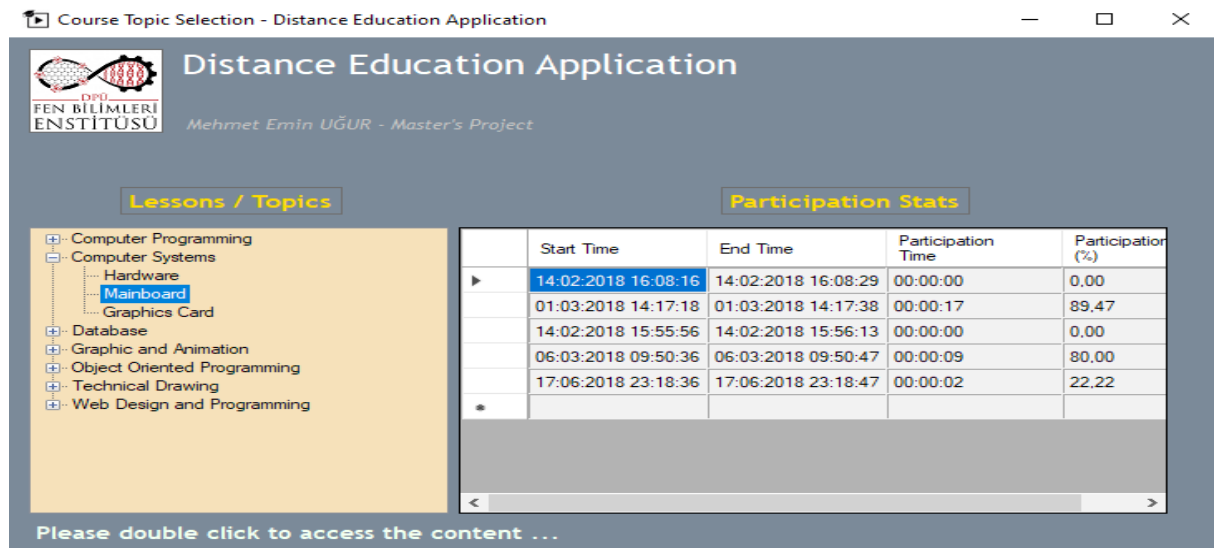 Course Topic Selection - Distance Education Application
Distance Education Application
DPÜ
FEN BİLİMLERİ
ENSTİTÜSÜ
Mehmet Emin UĞUR - Master's Project
Lessons / Topics
Computer Programming
Computer Systems
Hardware
Mainboard
Graphics Card
Database
Graphic and Animation
Object Oriented Programming
Technical Drawing
Web Design and Programming
Participation Stats
Start Time End Time Participation Time Participation (%)
14:02:2018 16:08:16 14:02:2018 16:08:29 00:00:00 0,00
01:03:2018 14:17:18 01:03:2018 14:17:38 00:00:17 89,47
14:02:2018 15:55:56 14:02:2018 15:56:13 00:00:00 0,00
06:03:2018 09:50:36 06:03:2018 09:50:47 00:00:09 80,00
17:06:2018 23:18:36 17:06:2018 23:18:47 00:00:02 22,22
Please double click to access the content ...